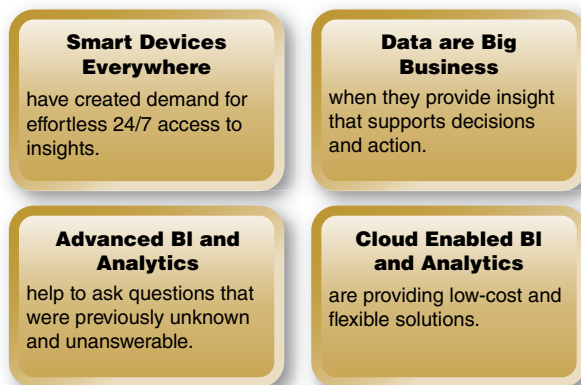 Smart Devices
Everywhere
have created demand for
effortless 24/7 access to
insights.
Data are Big
Business
when they provide insight
that supports decisions
and action.
Advanced BI and
Analytics
help to ask questions that
were previously unknown
and unanswerable.
Cloud Enabled BI
and Analytics
are providing low-cost and
flexible solutions.